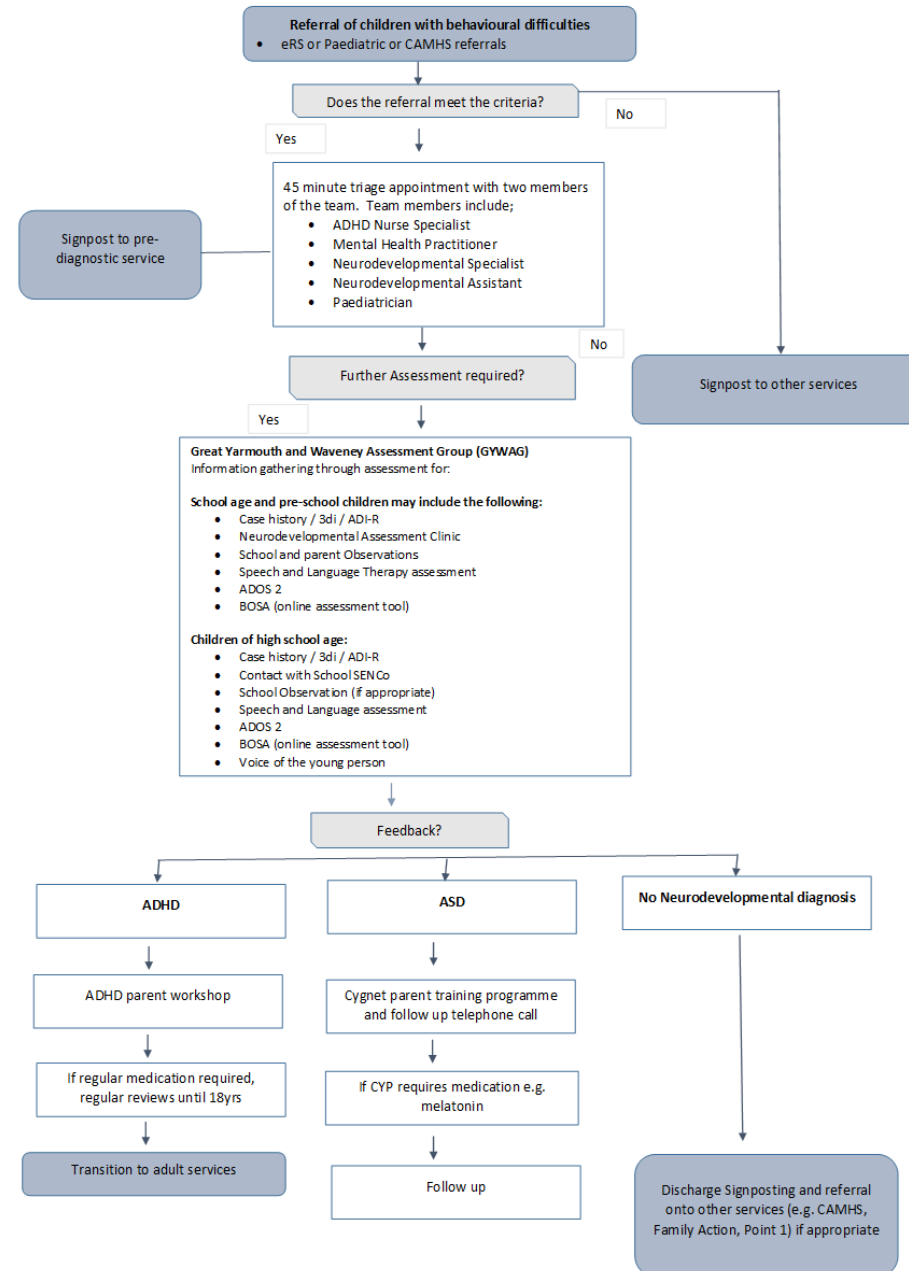 Referral of children with behavioural difficulties
• eRS or Paediatric or CAMHS referrals
Does the referral meet the criteria?
No
Yes
45 minute triage appointment with two members
of the team. Team members include;
• ADHD Nurse Specialist
• Mental Health Practitioner
• Neurodevelopmental Specialist
• Neurodevelopmental Assistant
• Paediatrician
Signpost to pre-
diagnostic service
No
Further Assessment required?
Signpost to other services
Yes
Great Yarmouth and Waveney Assessment Group (GYWAG)
Information gathering through assessment for:
School age and pre-school children may include the following:
• Case history / 3di / ADI-R
• Neurodevelopmental Assessment Clinic
• School and parent Observations
• Speech and Language Therapy assessment
• ADOS 2
• BOSA (online assessment tool)
Children of high school age:
• Case history / 3di / ADI-R
• Contact with School SENCo
• School Observation (if appropriate)
• Speech and Language assessment
• ADOS 2
• BOSA (online assessment tool)
• Voice of the young person
Feedback?
ADHD
ADHD parent workshop
If regular medication required,
regular reviews until 18yrs
Transition to adult services
ASD
Cygnet parent training programme
and follow up telephone call
If CYP requires medication e.g.
melatonin
Follow up
No Neurodevelopmental diagnosis
Discharge Signposting and referral
onto other services (e.g. CAMHS,
Family Action, Point 1) if appropriate